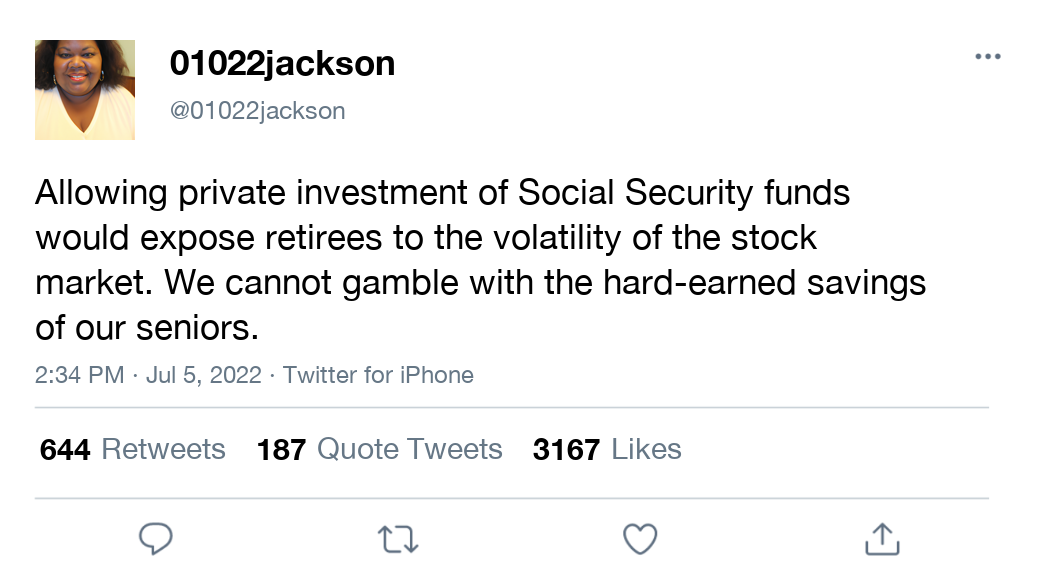 01022jackson
@01022jackson
Allowing private investment of Social Security funds
would expose retirees to the volatility of the stock
market. We cannot gamble with the hard-earned savings
of our seniors.
2:34 PM · Jul 5, 2022 · Twitter for iPhone
644 Retweets 187 Quote Tweets 3167 Likes